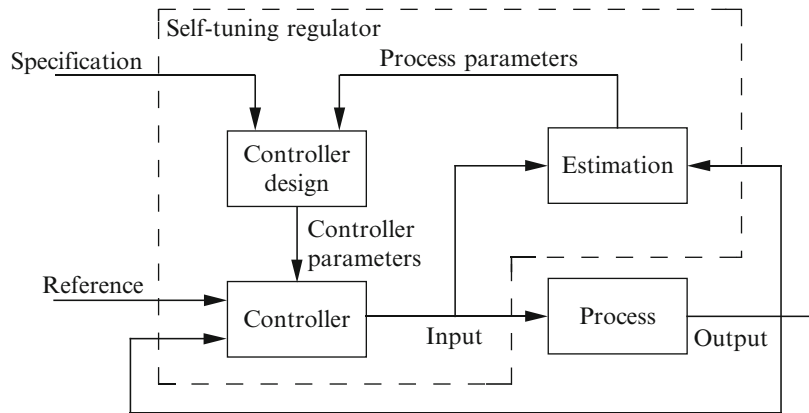 Self-tuning regulator
Specification
Process parameters
Controller
design
Estimation
Controller
parameters
Reference
Controller
Input
Process
Output